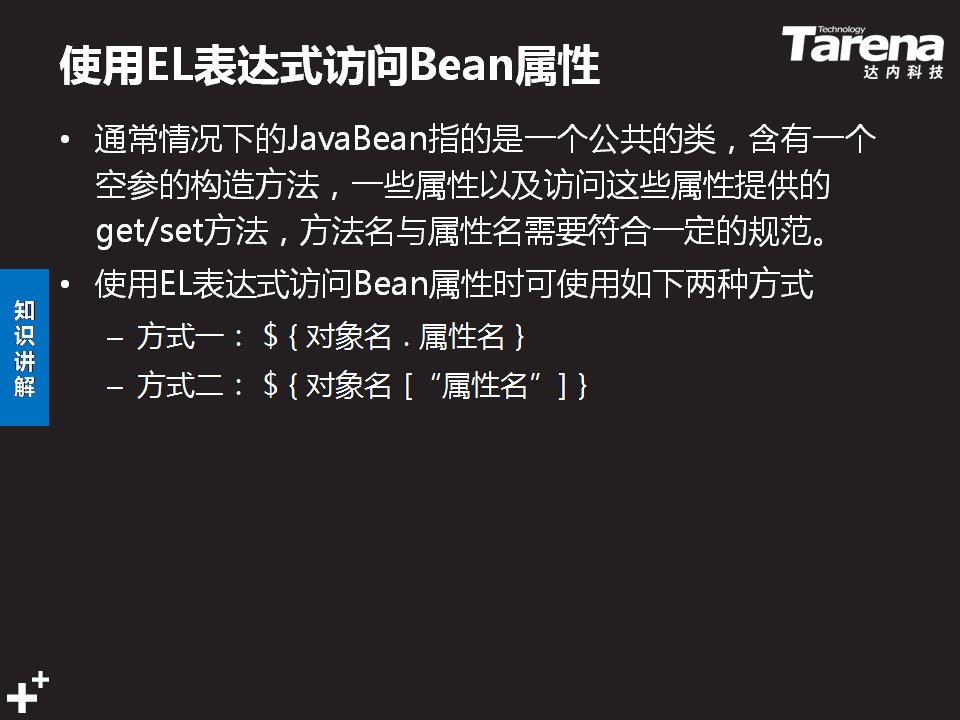 使用EL表达式访问Bean属性
Technology
Tarena
达内科技
• 通常情况下的JavaBean指的是一个公共的类，含有一个
空参的构造方法，一些属性以及访问这些属性提供的
get/set方法，方法名与属性名需要符合一定的规范。
• 使用EL表达式访问Bean属性时可使用如下两种方式
– 方式一： $ { 对象名 . 属性名 }
– 方式二： $ { 对象名 [ “属性名” ] }
知识讲解